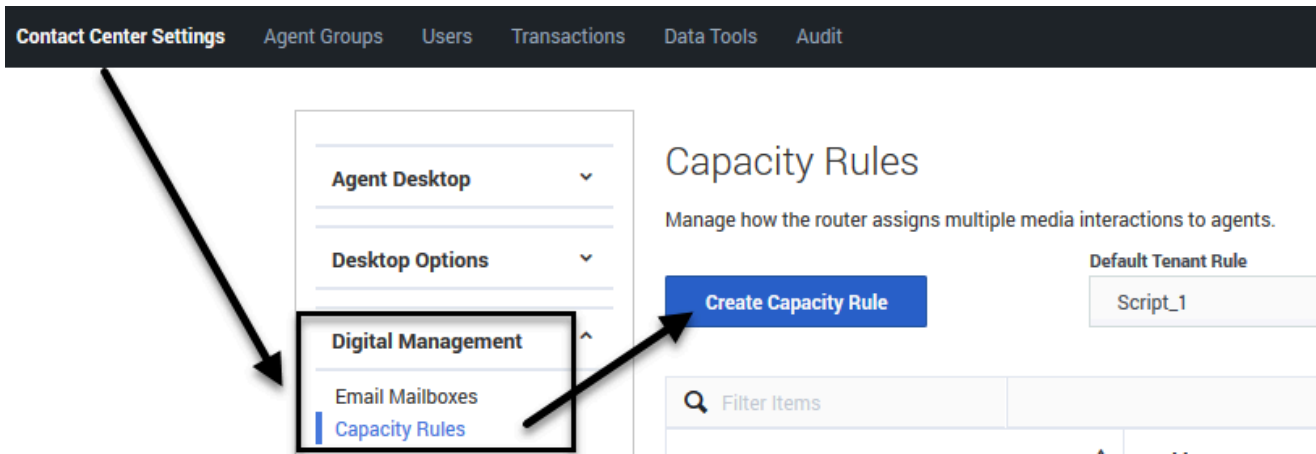 Contact Center Settings Agent Groups Users Transactions Data Tools Audit
Agent Desktop
Desktop Options
Digital Management
Email Mailboxes
Capacity Rules
Capacity Rules
Manage how the router assigns multiple media interactions to agents.
Default Tenant Rule
Create Capacity Rule
Script_1
Filter Items